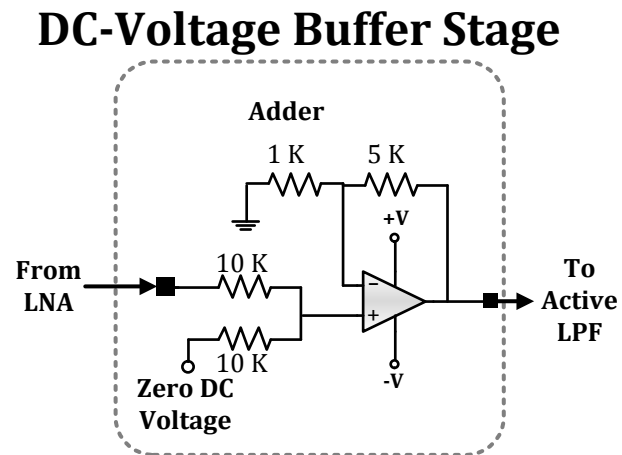 DC-Voltage Buffer Stage
Adder
1 K
5 K
+V
From
LNA
10 K
−
+
To
Active
LPF
10 K
-V
Zero DC
Voltage